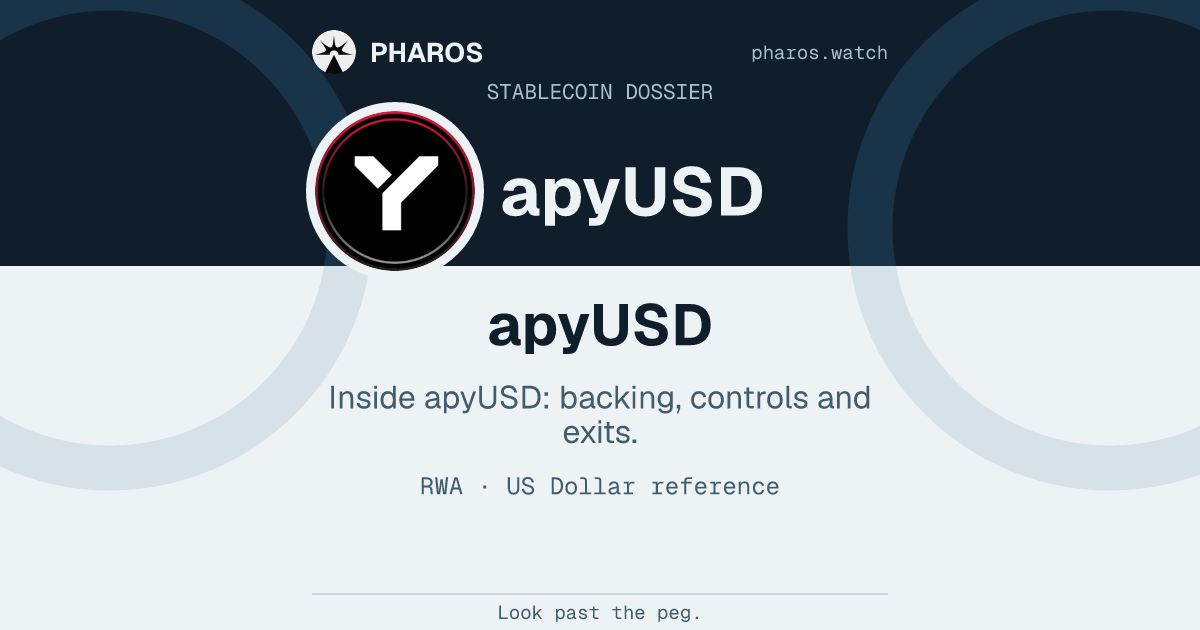 PHAROS
pharos.watch
STABLECOIN DOSSIER
apyUSD
apyUSD
Inside apyUSD: backing, controls and
exits.
RWA · US Dollar reference
Look past the peg.